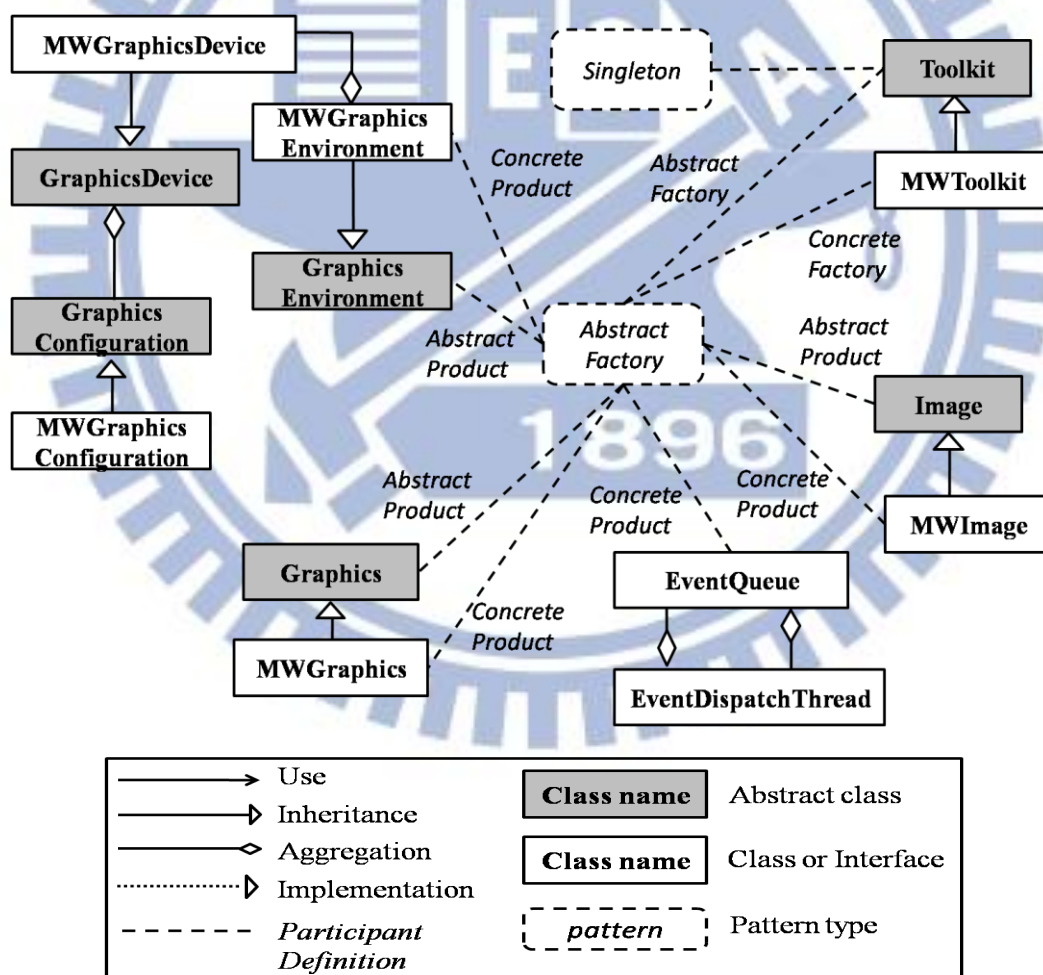 MWGraphicsDevice
MWGraphics
Environment
Singleton
Toolkit
E
A
GraphicsDevice
Concrete
Product
Abstract
Factory
MWToolkit
Concrete
Factory
Graphics
Environment
Graphics
Configuration
Abstract
Product
Abstract
Factory
Abstract
Product
Image
MWGraphics
Configuration
1896
Abstract
Product
Concrete
Product
Concrete
Product
MWImage
Graphics
EventQueue
Concrete
Product
MWGraphics
EventDispatchThread
Use
Inheritance
Aggregation
Implementation
Participant
Definition
Class name
Abstract class
Class name
Class or Interface
pattern
Pattern type